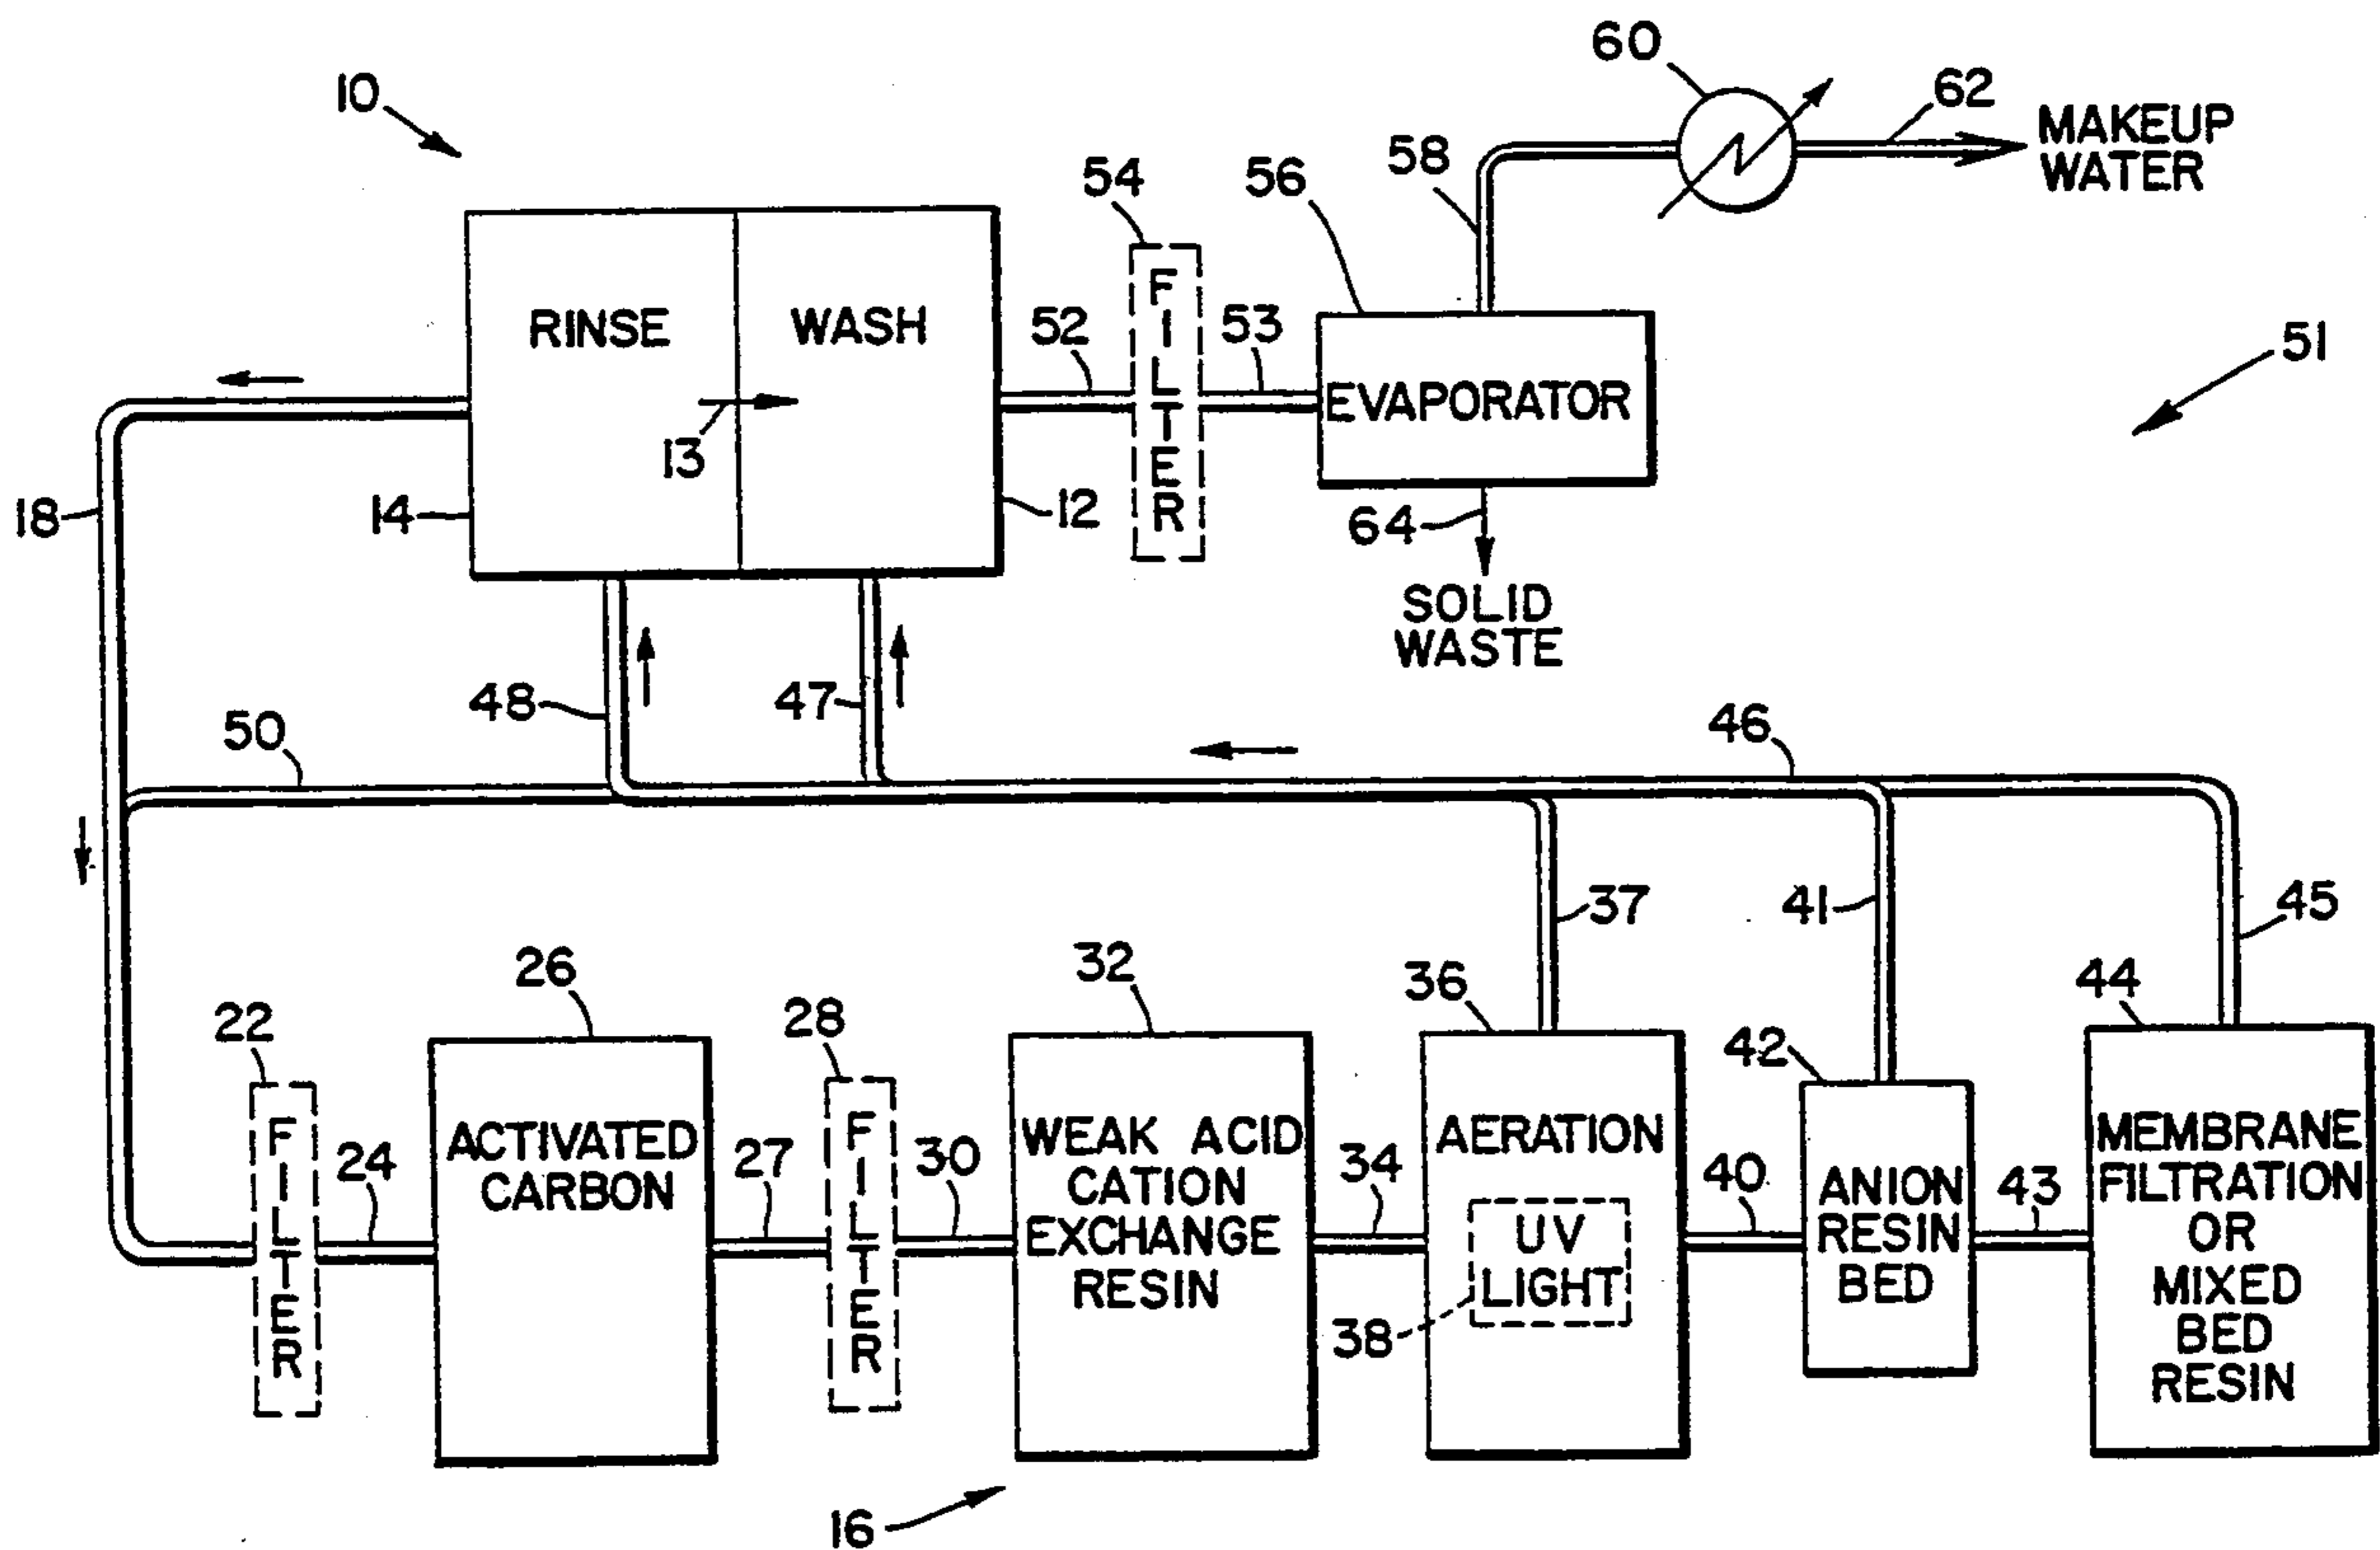 60
10
62
MAKEUP
WATER
54
56
58
FILTER
RINSE
WASH
52
53
51
EVAPORATOR
13
18
14
12
64
SOLID
WASTE
48
47
50
46
37
41
45
26
32
36
44
22
28
42
FILTER
24
ACTIVATED
CARBON
27
FILTER
30
WEAK ACID
CATION
EXCHANGE
RESIN
34
AERATION
UV
LIGHT
38
40
ANION
RESIN
BED
43
MEMBRANE
FILTRATION
OR
MIXED
BED
RESIN
16